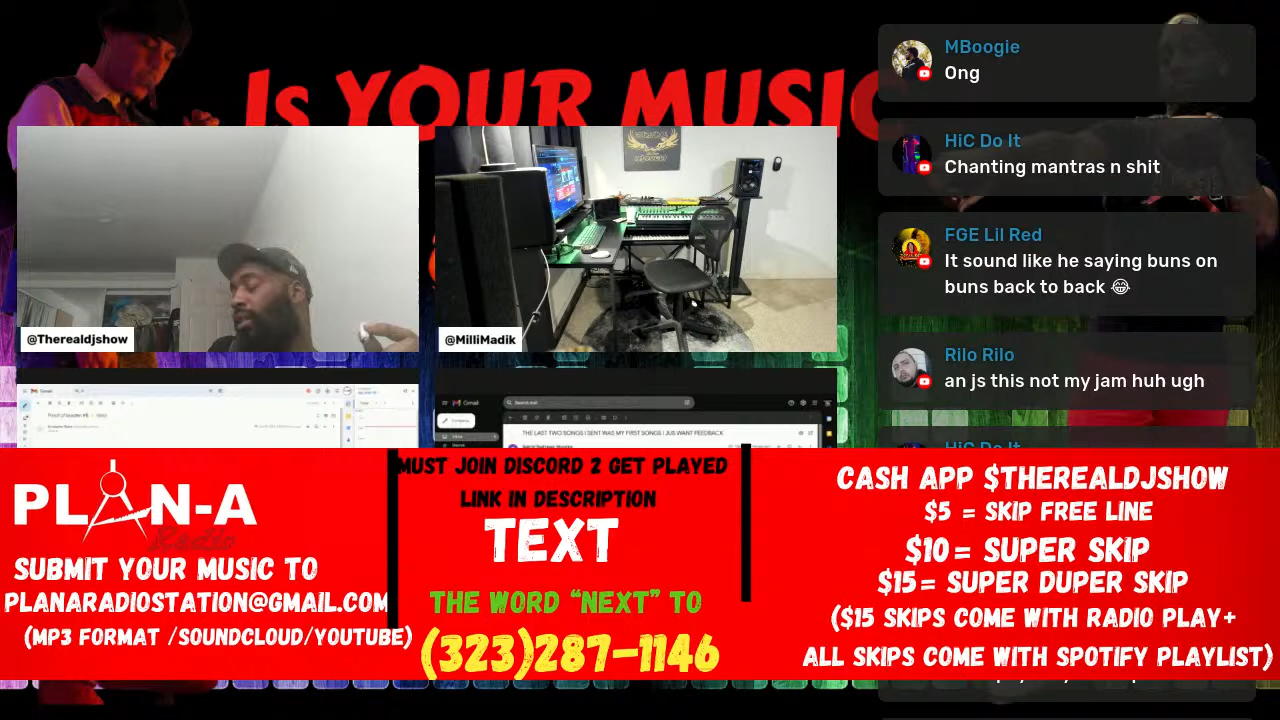 Is YOUR MUSIC
MBoogie
Ong
HiC Do It
Chanting mantras n shit
FGE Lil Red
It sound like he saying buns on
buns back to back 😂
Rilo Rilo
an js this not my jam huh ugh
HiC Do It
@Therealdjshow
@MilliMadik
Gmail
Gmail
THE LAST TWO SONGS I SENT WAS MY FIRST SONGS I JUS WANT FEEDBACK
PLAN-A
Radio
SUBMIT YOUR MUSIC TO
PLANARADIOSTATION@GMAIL.COM
(MP3 FORMAT /SOUNDCLOUD/YOUTUBE)
MUST JOIN DISCORD 2 GET PLAYED
LINK IN DESCRIPTION
TEXT
THE WORD “NEXT” TO
(323)287-1146
CASH APP $THEREALDJSHOW
$5 = SKIP FREE LINE
$10= SUPER SKIP
$15= SUPER DUPER SKIP
($15 SKIPS COME WITH RADIO PLAY+
ALL SKIPS COME WITH SPOTIFY PLAYLIST)